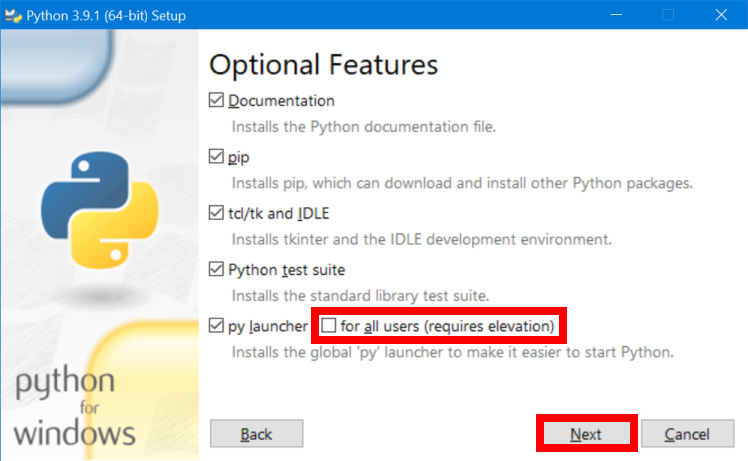 Python 3.9.1 (64-bit) Setup
Optional Features
Documentation
Installs the Python documentation file.
pip
Installs pip, which can download and install other Python packages.
tcl/tk and IDLE
Installs tkinter and the IDLE development environment.
Python test suite
Installs the standard library test suite.
py launcher for all users (requires elevation)
Installs the global 'py' launcher to make it easier to start Python.
python
for
windows
Back Next Cancel